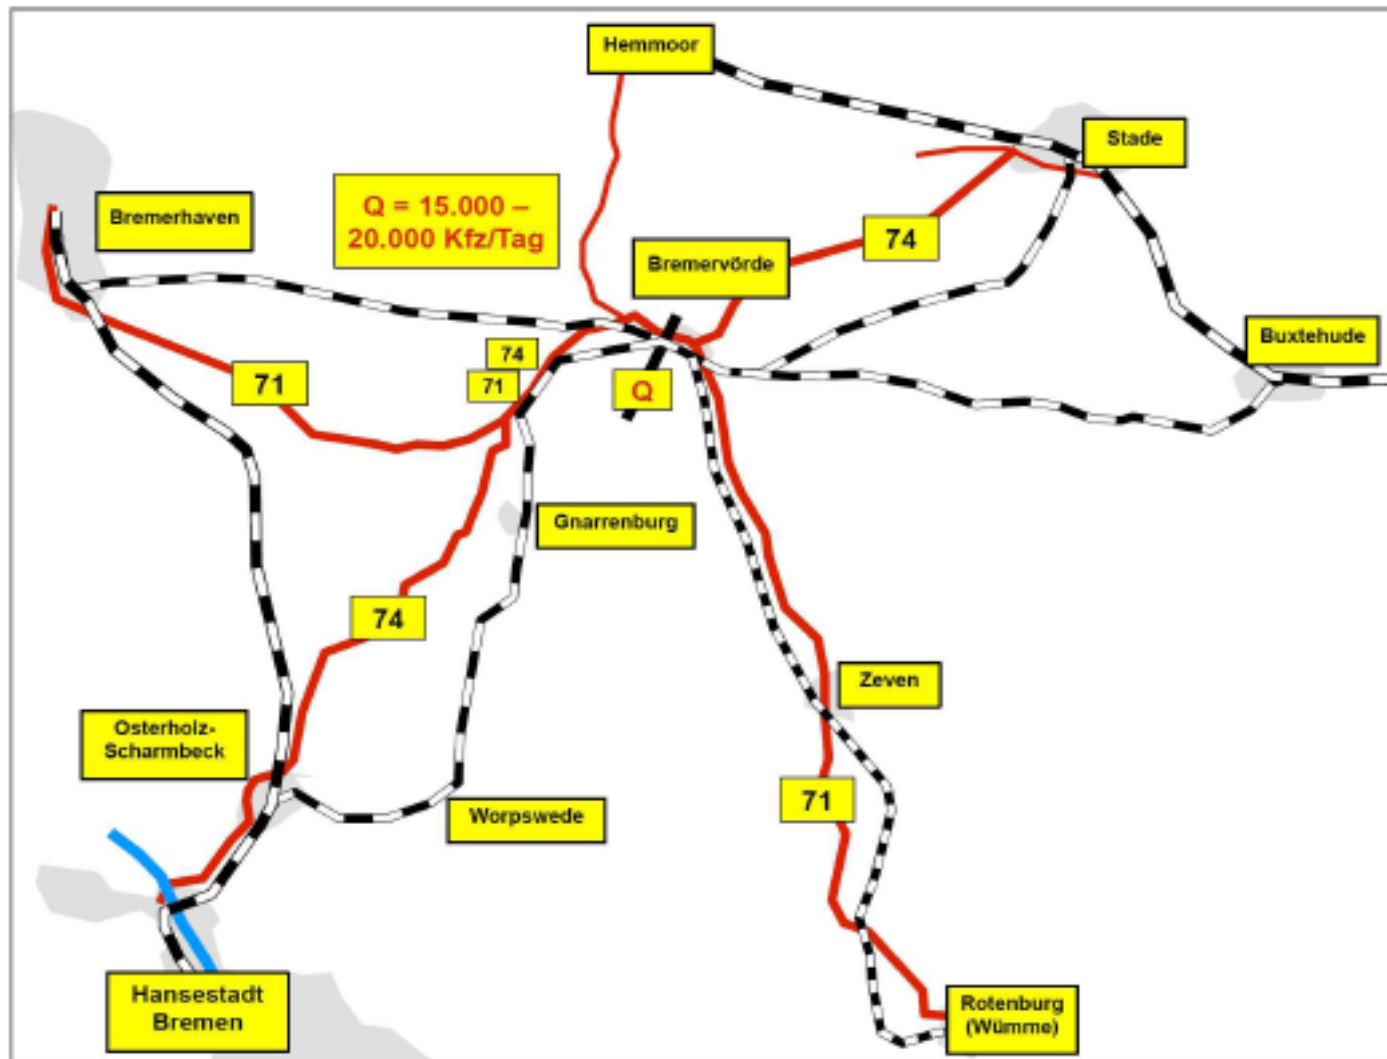 Hemmoor
Stade
Bremerhaven
Q = 15.000 –
20.000 Kfz/Tag
74
Bremervörde
Buxtehude
74
71
71
Q
Gnarrenburg
74
Zeven
Osterholz-
Scharmbeck
71
Worpswede
Hansestadt
Bremen
Rotenburg
(Wümme)